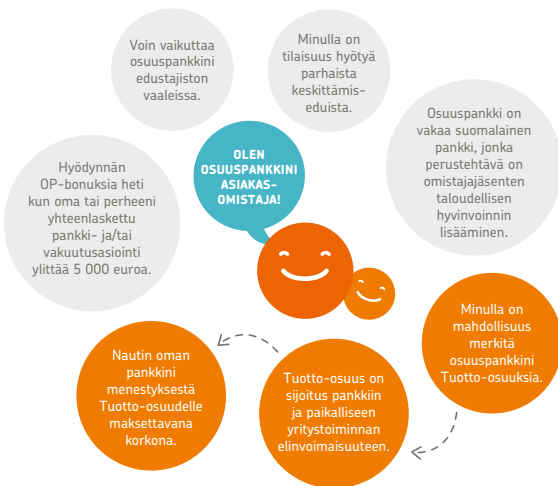 Voin vaikuttaa
osuuspankkini
edustajiston
vaaleissa.
Minulla on
tilaisuus hyötyä
parhaista
keskittämis-
eduista.
Osuuspankki on
vakaa suomalainen
pankki, jonka
perustehtävä on
omistajajäsenten
taloudellisen
hyvinvoinnin
lisääminen.
Hyödynnän
OP-bonuksia heti
kun oma tai perheeni
yhteenlaskettu
pankki- ja/tai
vakuutusasiointi
ylittää 5 000 euroa.
OLEN
OSUUSPANKKINI
ASIAKAS-
OMISTAJA!
Minulla on
mahdollisuus
merkitä
osuuspankkini
Tuotto-osuuksia.
Tuotto-osuus on
sijoitus pankkiin
ja paikalliseen
yritystoiminnan
elinvoimaisuuteen.
Nautin oman
pankkini
menestyksestä
Tuotto-osuudelle
maksettavana
korkona.